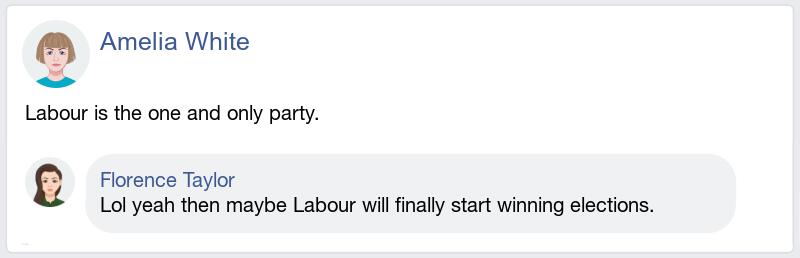 Amelia White
Labour is the one and only party.
Florence Taylor
Lol yeah then maybe Labour will finally start winning elections.